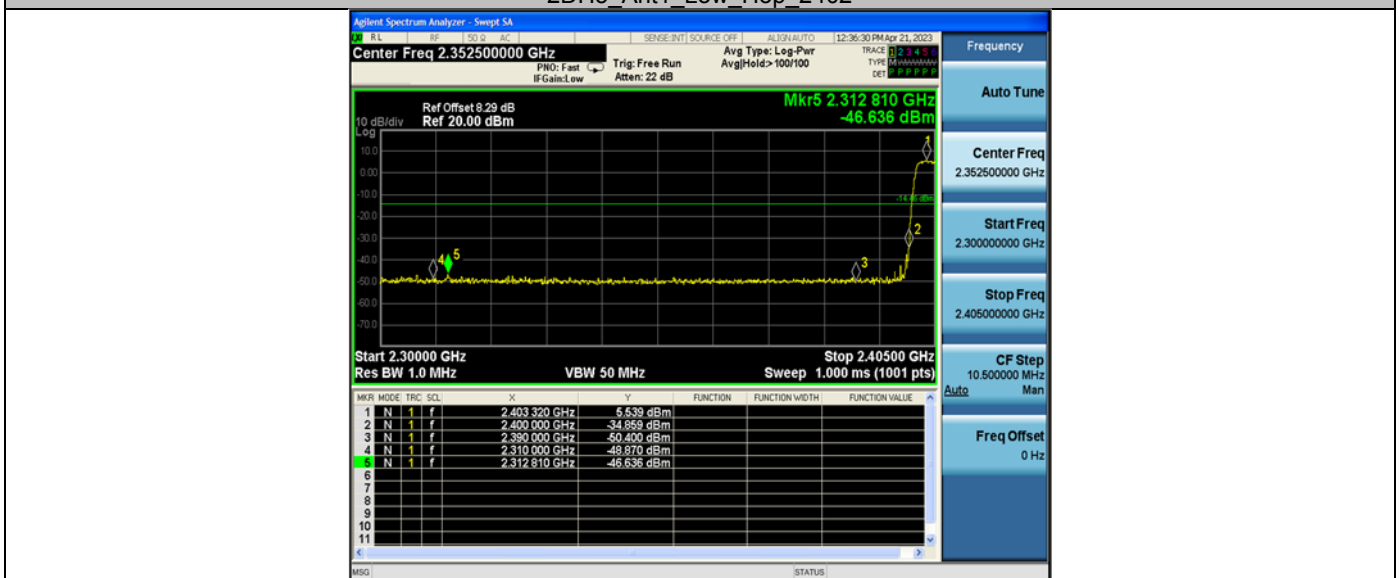 2DH5_Ant1_Low_Hop_2402
Agilent Spectrum Analyzer - Swept SA
RL RF 50 Ω AC SENSE:INT SOURCE OFF ALIGNAUTO 12:36:30 PM Apr 21, 2023
Center Freq 2.352500000 GHz
PNO: Fast
IFGain:Low
Trig: Free Run
Atten: 22 dB
Avg Type: Log-Pwr
Avg|Hold:> 100/100
TRACE 1 2 3 4 5 6
TYPE M WWWWW
DET P P P P P P
Ref Offset 8.29 dB
10 dB/div Ref 20.00 dBm
Log
Mkr5 2.312 810 GHz
-46.636 dBm
10.0
0.00
-10.0
-20.0
-30.0
-40.0
-50.0
-60.0
-70.0
1
2
3
4
5
Start 2.30000 GHz Stop 2.40500 GHz
Res BW 1.0 MHz VBW 50 MHz Sweep 1.000 ms (1001 pts)
MKR MODE TRC SCL X Y FUNCTION FUNCTION WIDTH FUNCTION VALUE
1 N 1 f 2.403 320 GHz 5.539 dBm
2 N 1 f 2.400 000 GHz -34.859 dBm
3 N 1 f 2.390 000 GHz -50.400 dBm
4 N 1 f 2.310 000 GHz -48.870 dBm
5 N 1 f 2.312 810 GHz -46.636 dBm
6
7
8
9
10
11
MSG STATUS
Frequency
Auto Tune
Center Freq
2.352500000 GHz
Start Freq
2.300000000 GHz
Stop Freq
2.405000000 GHz
CF Step
10.500000 MHz
Auto Man
Freq Offset
0 Hz